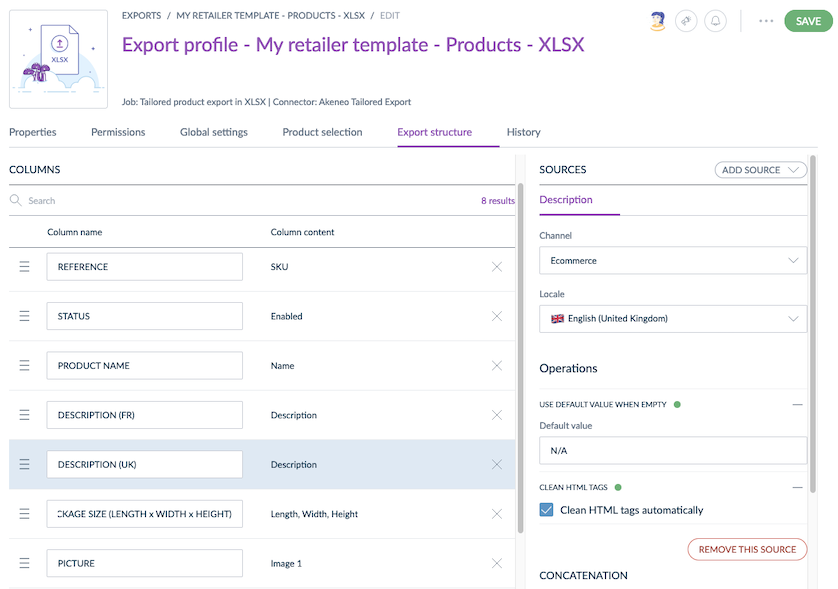 EXPORTS / MY RETAILER TEMPLATE - PRODUCTS - XLSX / EDIT
Export profile - My retailer template - Products - XLSX
SAVE
XLSX
Job: Tailored product export in XLSX | Connector: Akeneo Tailored Export
Properties Permissions Global settings Product selection Export structure History
COLUMNS
Search 8 results
Column name Column content
REFERENCE SKU
STATUS Enabled
PRODUCT NAME Name
DESCRIPTION (FR) Description
DESCRIPTION (UK) Description
CKAGE SIZE (LENGTH x WIDTH x HEIGHT) Length, Width, Height
PICTURE Image 1
SOURCES ADD SOURCE
Description
Channel
Ecommerce
Locale
English (United Kingdom)
Operations
USE DEFAULT VALUE WHEN EMPTY
Default value
N/A
CLEAN HTML TAGS
Clean HTML tags automatically
REMOVE THIS SOURCE
CONCATENATION